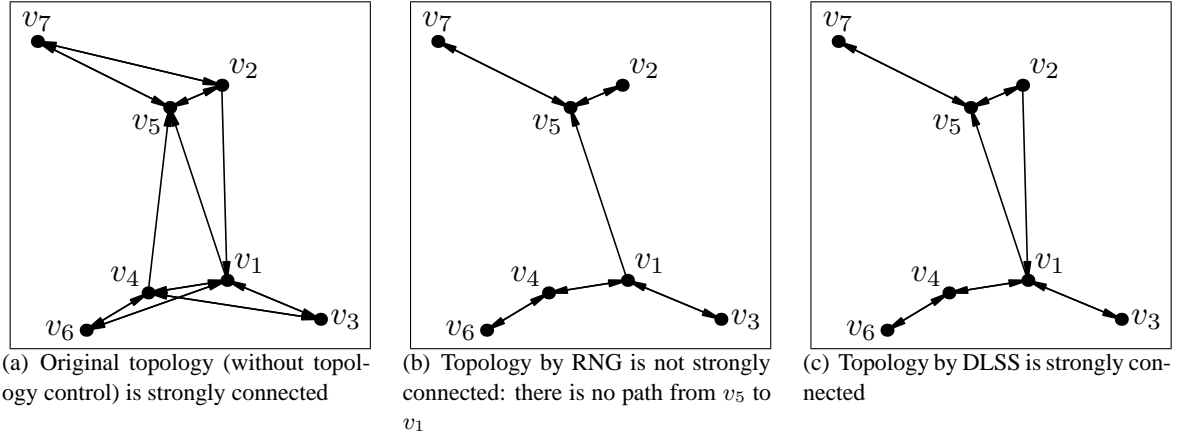 v7
v2
v5
v4
v1
v6
v3
(a) Original topology (without topol-
ogy control) is strongly connected
v7
v2
v5
v4
v1
v6
v3
(b) Topology by RNG is not strongly
connected: there is no path from v5 to
v1
v7
v2
v5
v4
v1
v6
v3
(c) Topology by DLSS is strongly con-
nected